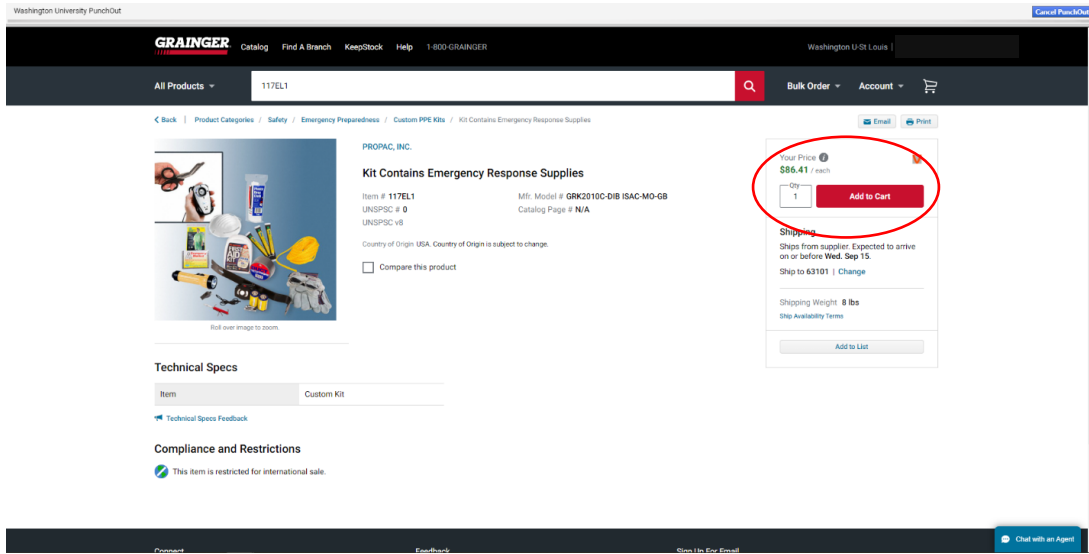 Washington University PunchOut
Cancel PunchOut
GRAINGER
Catalog Find A Branch KeepStock Help 1-800-GRAINGER
Washington U-St Louis |
All Products
117EL1
Bulk Order Account
Back | Product Categories / Safety / Emergency Preparedness / Custom PPE Kits / Kit Contains Emergency Response Supplies
Email Print
PROPAC, INC.
Kit Contains Emergency Response Supplies
Item # 117EL1 Mfr. Model # GRK2010C-DIB ISAC-MO-GB
UNSPSC # 0 Catalog Page # N/A
UNSPSC v8
Country of Origin USA. Country of Origin is subject to change.
Compare this product
FIRST
AID
KIT
Roll over image to zoom.
Your Price
$86.41 / each
Qty
1
Add to Cart
Shipping
Ships from supplier. Expected to arrive
on or before Wed. Sep 15.
Ship to 63101 | Change
Shipping Weight 8 lbs
Ship Availability Terms
Add to List
Technical Specs
Item Custom Kit
Technical Specs Feedback
Compliance and Restrictions
This item is restricted for international sale.
Connect Feedback Sign Up For Email
Chat with an Agent